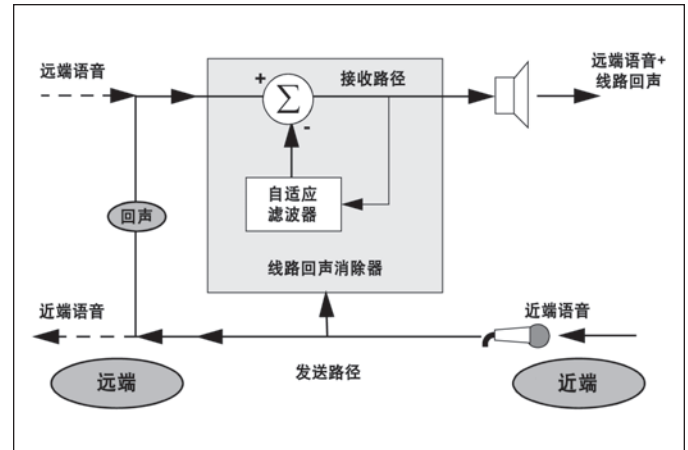 远端语音
+
Σ
-
接收路径
远端语音+
线路回声
自适应
滤波器
回声
线路回声消除器
近端语音
近端语音
发送路径
远端
近端